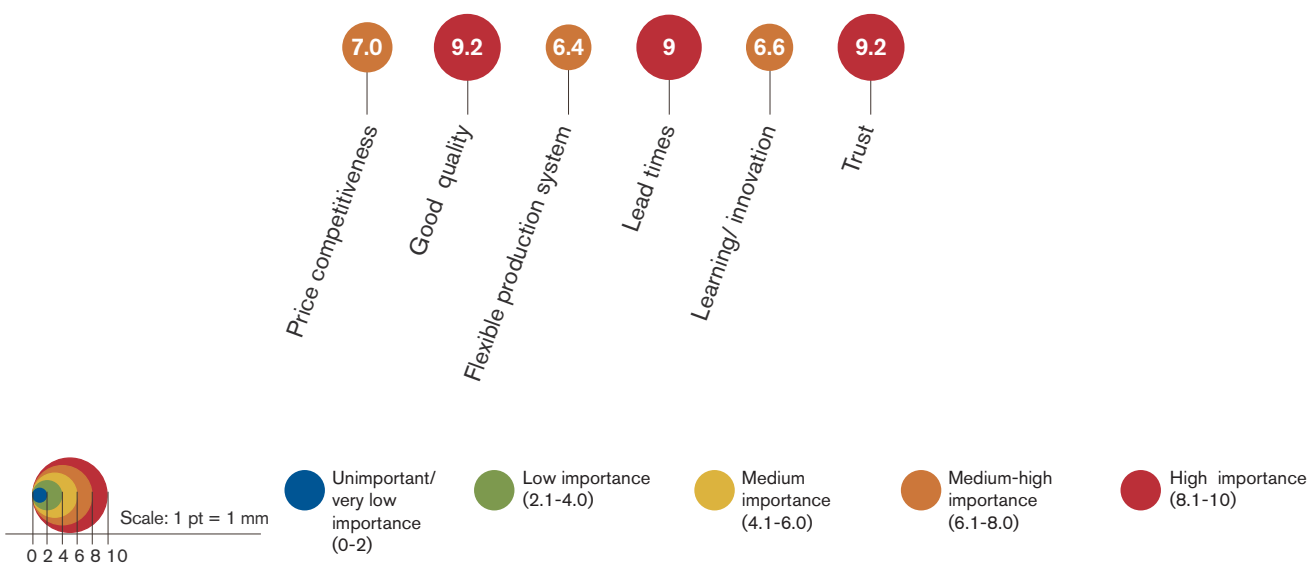 7.0
9.2
6.4
9
6.6
9.2
Price competitiveness
Good quality
Flexible production system
Lead times
Learning/ innovation
Trust
Scale: 1 pt = 1 mm
0 2 4 6 8 10
Unimportant/
very low
importance
(0-2)
Low importance
(2.1-4.0)
Medium
importance
(4.1-6.0)
Medium-high
importance
(6.1-8.0)
High importance
(8.1-10)